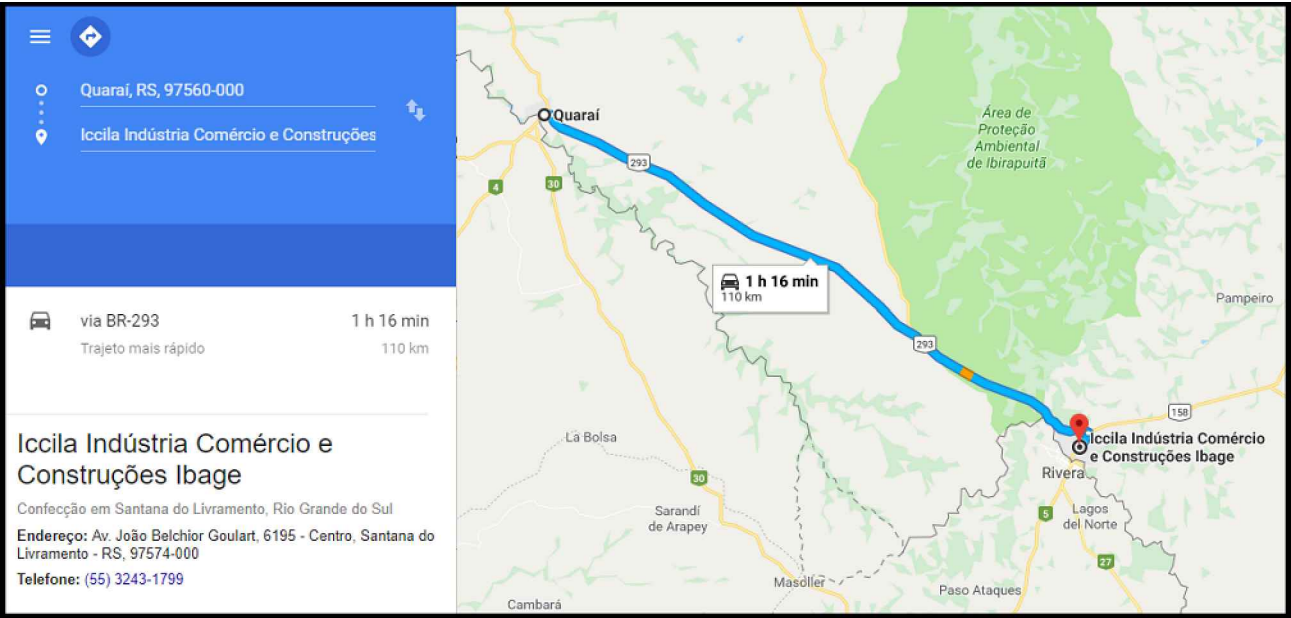 Quaraí, RS, 97560-000
Iccila Indústria Comércio e Construções
via BR-293
1 h 16 min
Trajeto mais rápido
110 km
Iccila Indústria Comércio e
Construções Ibage
Confecção em Santana do Livramento, Rio Grande do Sul
Endereço: Av. João Belchior Goulart, 6195 - Centro, Santana do
Livramento - RS, 97574-000
Telefone: (55) 3243-1799
Quaraí
293
4
30
Área de
Proteção
Ambiental
de Ibirapuitã
1 h 16 min
110 km
Pampeiro
293
158
La Bolsa
Iccila Indústria Comércio
e Construções Ibage
Rivera
30
Sarandí
de Arapey
5
Lagos
del Norte
27
Masoller
Paso Ataques
Cambará